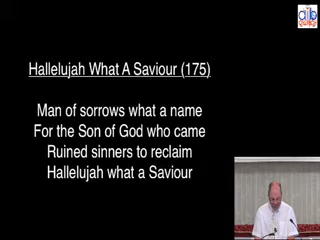 Hallelujah What A Saviour (175)
Man of sorrows what a name
For the Son of God who came
Ruined sinners to reclaim
Hallelujah what a Saviour